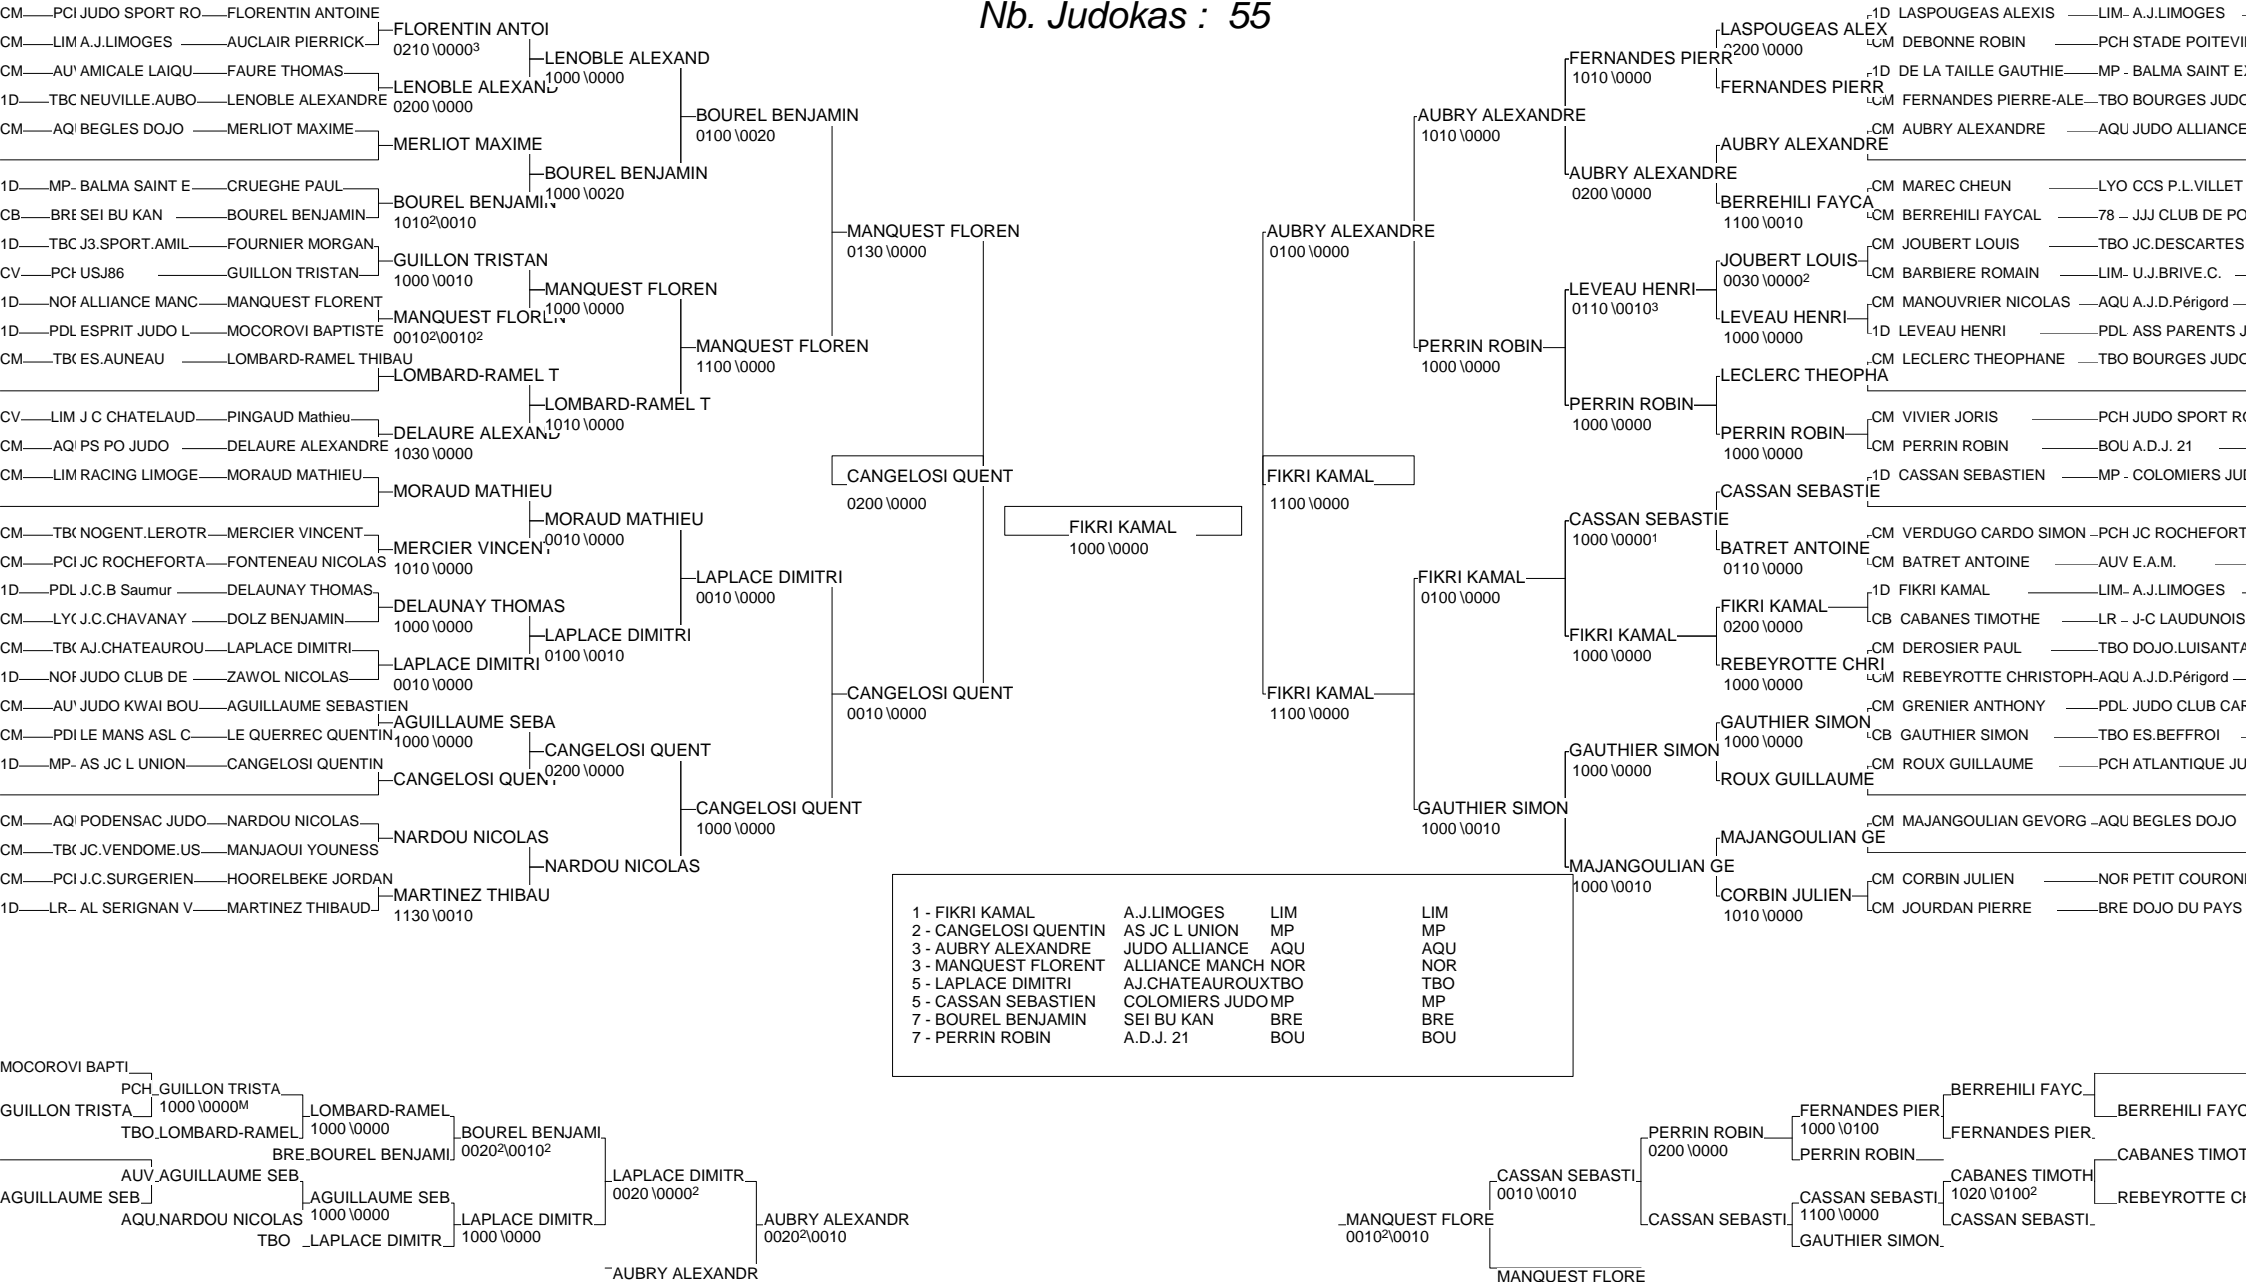 Nb. Judokas : 55
CM PCI JUDO SPORT RO FLORENTIN ANTOINE
CM LIM A.J.LIMOGES AUCLAIR PIERRICK
CM AU AMICALE LAIQU FAURE THOMAS
1D TBC NEUVILLE.AUBO LENOBLE ALEXANDRE
CM AQ BEGLES DOJO MERLIOT MAXIME
1D MP- BALMA SAINT E CRUEGHE PAUL
CB BRE SEI BU KAN BOUREL BENJAMIN
1D TBC J3.SPORT.AMIL FOURNIER MORGAN
CV PCH USJ86 GUILLON TRISTAN
1D NOF ALLIANCE MANC MANQUEST FLORENT
1D PDL ESPRIT JUDO L MOCOROVI BAPTISTE
CM TBC ES.AUNEAU LOMBARD-RAMEL THIBAU
CV LIM J C CHATELAUD PINGAUD Mathieu
CM AQ PS PO JUDO DELAURE ALEXANDRE
CM LIM RACING LIMOGE MORAUD MATHIEU
CM TBC NOGENT.LEROTR MERCIER VINCENT
CM PCI JC ROCHEFORTA FONTENEAU NICOLAS
1D PDL J.C.B Saumur DELAUNAY THOMAS
CM LYC J.C.CHAVANAY DOLZ BENJAMIN
CM TBC AJ.CHATEAUROU LAPLACE DIMITRI
1D NOF JUDO CLUB DE ZAWOL NICOLAS
CM AU JUDO KWAI BOU AGUILLAUME SEBASTIEN
CM PDI LE MANS ASL C LE QUERREC QUENTIN
1D MP- AS JC L UNION CANGELOSI QUENTIN
CM AQ PODENSAC JUDO NARDOU NICOLAS
CM TBC JC.VENDOME.US MANJAOUI YOUNESS
CM PCI J.C.SURGERIEN HOORELBEKE JORDAN
1D LR- AL SERIGNAN V MARTINEZ THIBAUD
FLORENTIN ANTOI
0210 \0000³
LENOBLE ALEXAND
0200 \0000
MERLIOT MAXIME
BOUREL BENJAMIN
1010²\0010
GUILLON TRISTAN
1000 \0010
MANQUEST FLOREN
0010²\0010²
LOMBARD-RAMEL T
DELAURE ALEXAND
1030 \0000
MORAUD MATHIEU
MERCIER VINCENT
1010 \0000
DELAUNAY THOMAS
1000 \0000
LAPLACE DIMITRI
0010 \0000
AGUILLAUME SEBA
1000 \0000
CANGELOSI QUENT
NARDOU NICOLAS
MARTINEZ THIBAU
1130 \0010
LENOBLE ALEXAND
1000 \0000
BOUREL BENJAMIN
1000 \0020
MANQUEST FLOREN
1000 \0000
LOMBARD-RAMEL T
1010 \0000
MORAUD MATHIEU
0010 \0000
LAPLACE DIMITRI
0100 \0010
CANGELOSI QUENT
0200 \0000
NARDOU NICOLAS
BOUREL BENJAMIN
0100 \0020
MANQUEST FLOREN
1100 \0000
LAPLACE DIMITRI
0010 \0000
CANGELOSI QUENT
1000 \0000
MANQUEST FLOREN
0130 \0000
CANGELOSI QUENT
0010 \0000
CANGELOSI QUENT
0200 \0000
FIKRI KAMAL
1000 \0000
FIKRI KAMAL
1100 \0000
AUBRY ALEXANDRE
0100 \0000
FIKRI KAMAL
1100 \0000
AUBRY ALEXANDRE
1010 \0000
PERRIN ROBIN
1000 \0000
FIKRI KAMAL
0100 \0000
GAUTHIER SIMON
1000 \0010
FERNANDES PIERR
1010 \0000
AUBRY ALEXANDRE
0200 \0000
LEVEAU HENRI
0110 \0010³
PERRIN ROBIN
1000 \0000
CASSAN SEBASTIE
1000 \0000¹
FIKRI KAMAL
1000 \0000
GAUTHIER SIMON
1000 \0000
MAJANGOULIAN GE
1000 \0010
LASPOUGEAS ALEX
0200 \0000
FERNANDES PIERR
AUBRY ALEXANDRE
BERREHILI FAYCA
1100 \0010
JOUBERT LOUIS
0030 \0000²
LEVEAU HENRI
1000 \0000
LECLERC THEOPHA
PERRIN ROBIN
1000 \0000
CASSAN SEBASTIE
BATRET ANTOINE
0110 \0000
FIKRI KAMAL
0200 \0000
REBEYROTTE CHRI
1000 \0000
GAUTHIER SIMON
1000 \0000
ROUX GUILLAUME
MAJANGOULIAN GE
CORBIN JULIEN
1010 \0000
1D LASPOUGEAS ALEXIS LIM- A.J.LIMOGES
CM DEBONNE ROBIN PCH STADE POITEVI
1D DE LA TAILLE GAUTHIE MP - BALMA SAINT E
CM FERNANDES PIERRE-ALE TBO BOURGES JUDO
CM AUBRY ALEXANDRE AQU JUDO ALLIANCE
CM MAREC CHEUN LYO CCS P.L.VILLET
CM BERREHILI FAYCAL 78 - JJJ CLUB DE PO
CM JOUBERT LOUIS TBO JC.DESCARTES
CM BARBIERE ROMAIN LIM- U.J.BRIVE.C.
CM MANOUVRIER NICOLAS AQU A.J.D.Périgord
1D LEVEAU HENRI PDL ASS PARENTS J
CM LECLERC THEOPHANE TBO BOURGES JUDO
CM VIVIER JORIS PCH JUDO SPORT RO
CM PERRIN ROBIN BOU A.D.J. 21
1D CASSAN SEBASTIEN MP - COLOMIERS JUD
CM VERDUGO CARDO SIMON PCH JC ROCHEFORT
CM BATRET ANTOINE AUV E.A.M.
1D FIKRI KAMAL LIM- A.J.LIMOGES
CB CABANES TIMOTHE LR - J-C LAUDUNOIS
CM DEROSIER PAUL TBO DOJO.LUISANTA
CM REBEYROTTE CHRISTOPH AQU A.J.D.Périgord
CM GRENIER ANTHONY PDL- JUDO CLUB CAR
CB GAUTHIER SIMON TBO ES.BEFFROI
CM ROUX GUILLAUME PCH ATLANTIQUE JU
CM MAJANGOULIAN GEVORG AQU BEGLES DOJO
CM CORBIN JULIEN NOR PETIT COURON
CM JOURDAN PIERRE BRE DOJO DU PAYS
1 - FIKRI KAMAL A.J.LIMOGES LIM LIM
2 - CANGELOSI QUENTIN AS JC L UNION MP MP
3 - AUBRY ALEXANDRE JUDO ALLIANCE AQU AQU
3 - MANQUEST FLORENT ALLIANCE MANCH NOR NOR
5 - LAPLACE DIMITRI AJ.CHATEAUROUX TBO TBO
5 - CASSAN SEBASTIEN COLOMIERS JUDO MP MP
7 - BOUREL BENJAMIN SEI BU KAN BRE BRE
7 - PERRIN ROBIN A.D.J. 21 BOU BOU
MOCOROVI BAPTI
GUILLON TRISTA
AGUILLAUME SEB
PCH GUILLON TRISTA
1000 \0000M
TBO LOMBARD-RAMEL
BRE BOUREL BENJAMI
AUV AGUILLAUME SEB
AQU NARDOU NICOLAS
TBO LAPLACE DIMITR
LOMBARD-RAMEL
1000 \0000
AGUILLAUME SEB
1000 \0000
BOUREL BENJAMI
0020²\0010²
LAPLACE DIMITR
1000 \0000
LAPLACE DIMITR
0020 \0000²
AUBRY ALEXANDR
AUBRY ALEXANDR
0020²\0010
MANQUEST FLORE
0010²\0010
CASSAN SEBASTI
0010 \0010
MANQUEST FLORE
PERRIN ROBIN
0200 \0000
CASSAN SEBASTI
FERNANDES PIER
1000 \0100
PERRIN ROBIN
CASSAN SEBASTI
1100 \0000
GAUTHIER SIMON
BERREHILI FAYC
FERNANDES PIER
CABANES TIMOTH
1020 \0100²
CASSAN SEBASTI
BERREHILI FAYC
CABANES TIMOT
REBEYROTTE C